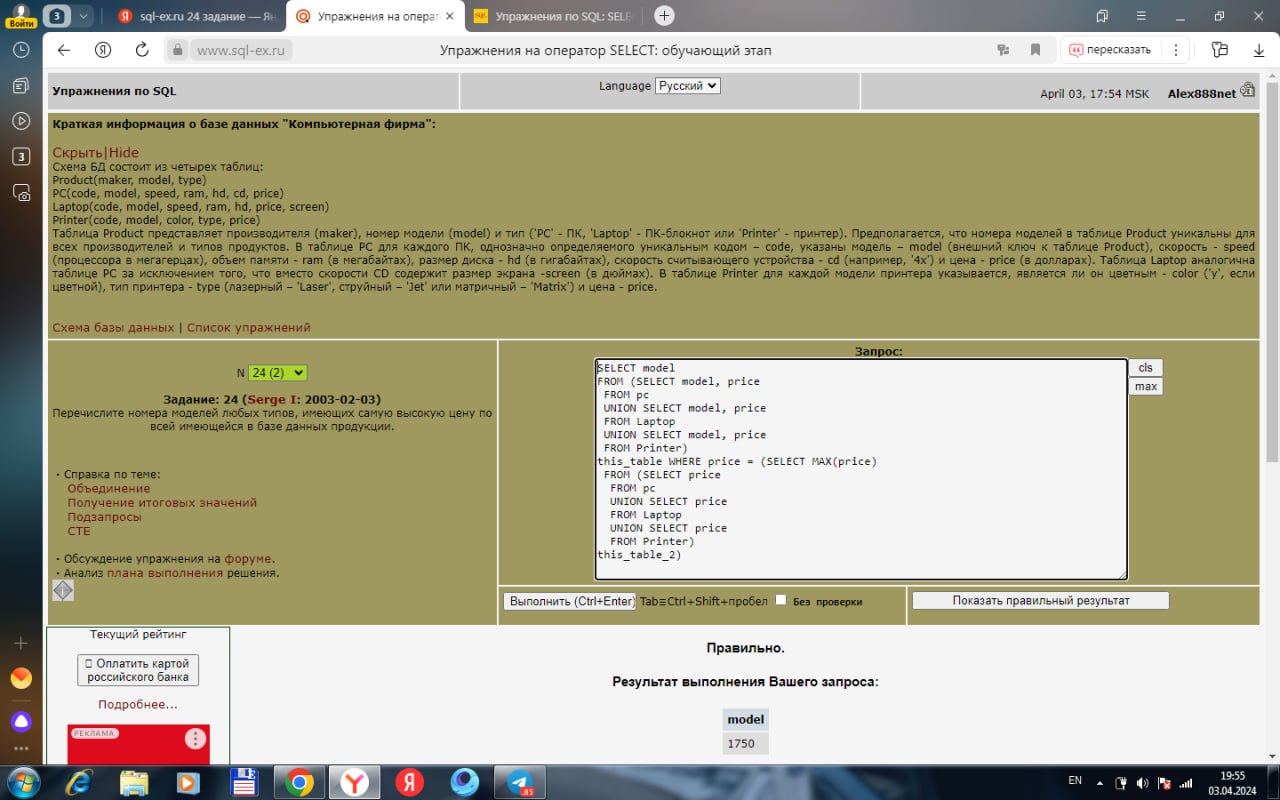 Войти
3
sql-ex.ru 24 задание — Ян
Упражнения на операт
SQL
Упражнения по SQL: SELE
www.sql-ex.ru
Упражнения на оператор SELECT: обучающий этап
пересказать
3
Упражнения по SQL
Language Русский
April 03, 17:54 MSK Alex888net
Краткая информация о базе данных "Компьютерная фирма":
Скрыть|Hide
Схема БД состоит из четырех таблиц:
Product(maker, model, type)
PC(code, model, speed, ram, hd, cd, price)
Laptop(code, model, speed, ram, hd, price, screen)
Printer(code, model, color, type, price)
Таблица Product представляет производителя (maker), номер модели (model) и тип ('PC' - ПК, 'Laptop' - ПК-блокнот или 'Printer' - принтер). Предполагается, что номера моделей в таблице Product уникальны для
всех производителей и типов продуктов. В таблице PC для каждого ПК, однозначно определяемого уникальным кодом – code, указаны модель – model (внешний ключ к таблице Product), скорость - speed
(процессора в мегагерцах), объем памяти - ram (в мегабайтах), размер диска - hd (в гигабайтах), скорость считывающего устройства - cd (например, '4x') и цена - price (в долларах). Таблица Laptop аналогична
таблице PC за исключением того, что вместо скорости CD содержит размер экрана -screen (в дюймах). В таблице Printer для каждой модели принтера указывается, является ли он цветным - color ('y', если
цветной), тип принтера - type (лазерный – 'Laser', струйный – 'Jet' или матричный – 'Matrix') и цена - price.
Схема базы данных | Список упражнений
N 24 (2)
Задание: 24 (Serge I: 2003-02-03)
Перечислите номера моделей любых типов, имеющих самую высокую цену по
всей имеющейся в базе данных продукции.
· Справка по теме:
Объединение
Получение итоговых значений
Подзапросы
CTE
· Обсуждение упражнения на форуме.
· Анализ плана выполнения решения.
Запрос:
SELECT model
FROM (SELECT model, price
FROM pc
UNION SELECT model, price
FROM Laptop
UNION SELECT model, price
FROM Printer)
this_table WHERE price = (SELECT MAX(price)
FROM (SELECT price
FROM pc
UNION SELECT price
FROM Laptop
UNION SELECT price
FROM Printer)
this_table_2)
cls
max
Выполнить (Ctrl+Enter) Tab≡Ctrl+Shift+пробел Без проверки
Показать правильный результат
Текущий рейтинг
Оплатить картой
российского банка
Подробнее...
РЕКЛАМА
Правильно.
Результат выполнения Вашего запроса:
model
1750
EN
19:55
03.04.2024